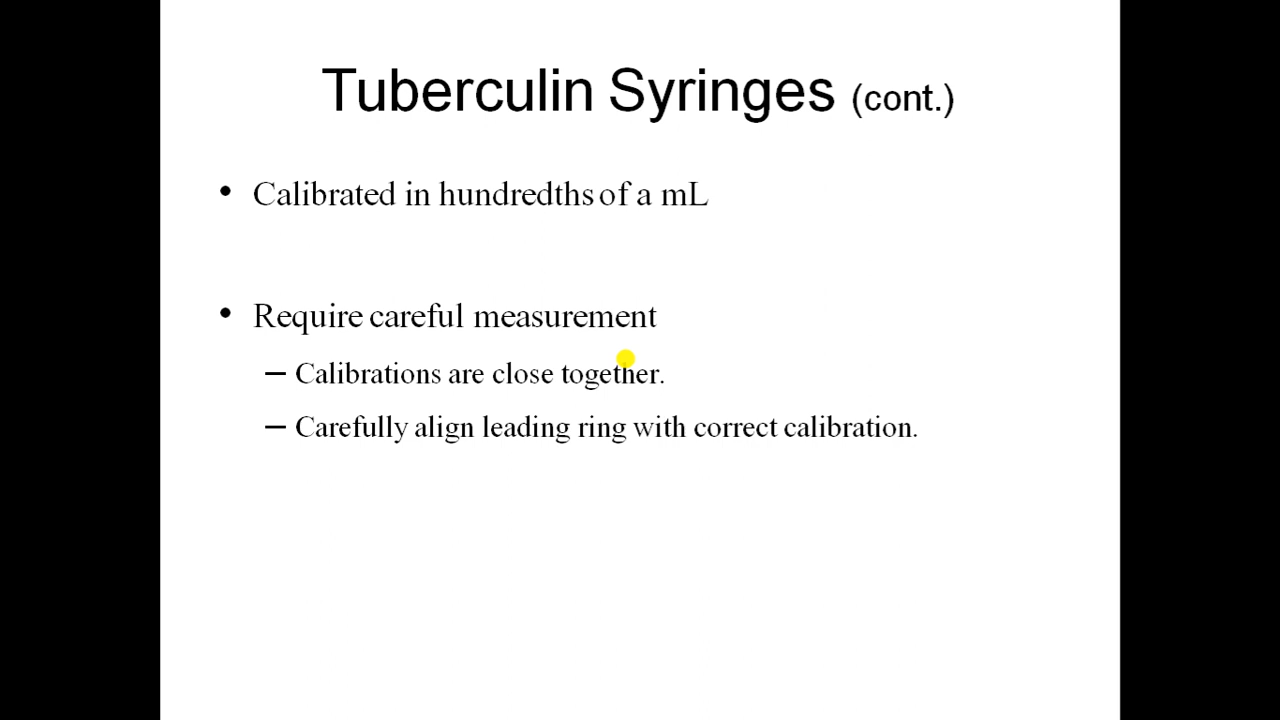 Tuberculin Syringes (cont.)
• Calibrated in hundredths of a mL
• Require careful measurement
– Calibrations are close together.
– Carefully align leading ring with correct calibration.